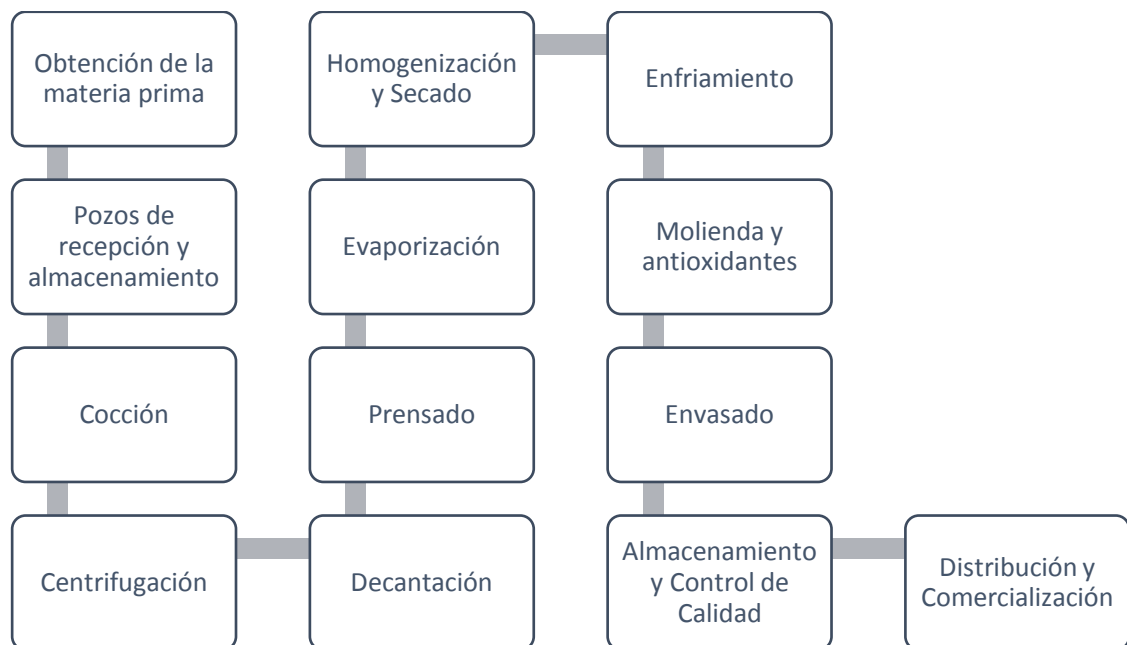 Obtención de la
materia prima
Pozos de
recepción y
almacenamiento
Cocción
Centrifugación
Decantación
Prensado
Evaporización
Homogenización
y Secado
Enfriamiento
Molienda y
antioxidantes
Envasado
Almacenamiento
y Control de
Calidad
Distribución y
Comercialización